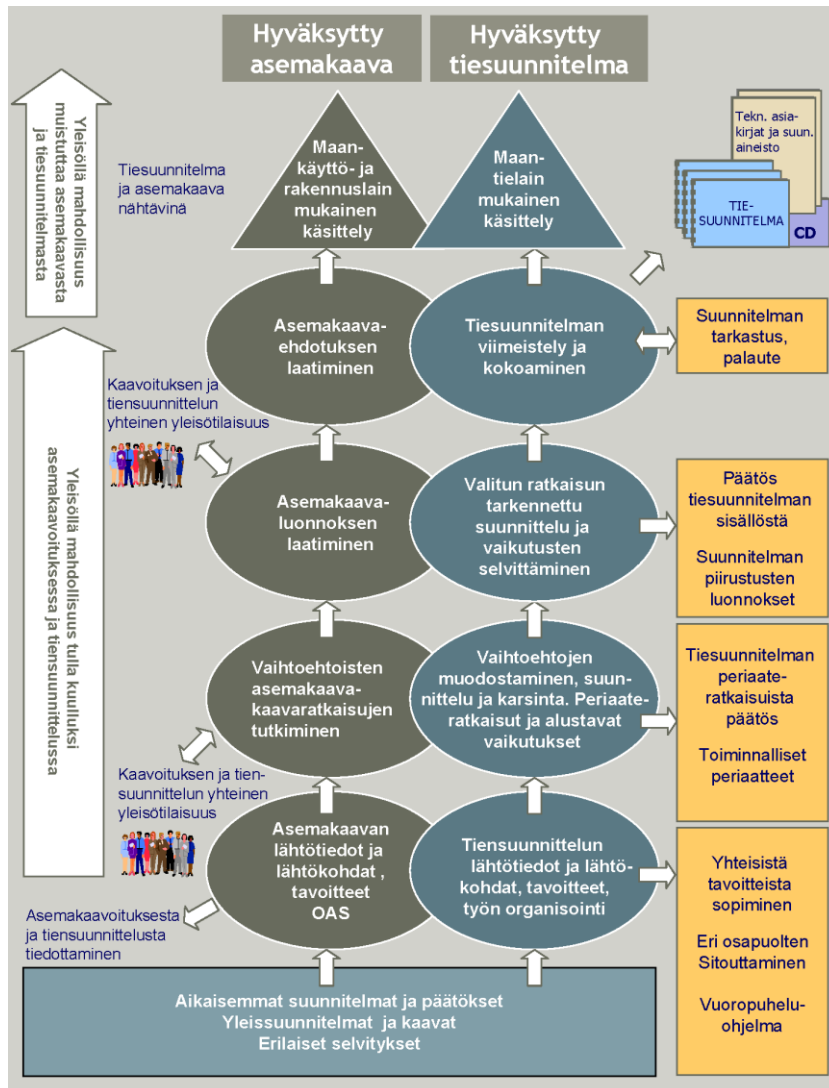 Hyväksytty
asemakaava
Hyväksytty
tiesuunnitelma
Yleisöllä mahdollisuus
muistuttaa asemakaavasta
ja tiesuunnitelmasta
Tiesuunnitelma
ja asemakaava
nähtävinä
Maan-
käyttö- ja
rakennuslain
mukainen
käsittely
Maan-
tielain
mukainen
käsittely
Tekn. asia-
kirjat ja suun.
aineisto
TIE-
SUUNNITELMA
CD
Asemakaava-
ehdotuksen
laatiminen
Tiesuunnitelman
viimeistely ja
kokoaminen
Suunnitelman
tarkastus,
palaute
Yleisöllä mahdollisuus tulla kuulluksi
asemakaavoituksessa ja tiensuunnittelussa
Kaavoituksen ja
tiensuunnittelun
yhteinen yleisötilaisuus
Asemakaava-
luonnoksen
laatiminen
Valitun ratkaisun
tarkennettu
suunnittelu ja
vaikutusten
selvittäminen
Päätös
tiesuunnitelman
sisällöstä
Suunnitelman
piirustusten
luonnokset
Vaihtoehtoisten
asemakaava-
kaavaratkaisujen
tutkiminen
Vaihtoehtojen
muodostaminen, suun-
nittelu ja karsinta. Periaate-
ratkaisut ja alustavat
vaikutukset
Tiesuunnitelman
periaate-
ratkaisuista
päätös
Toiminnalliset
periaatteet
Kaavoituksen ja tien-
suunnittelun yhteinen
yleisötilaisuus
Asemakaavan
lähtötiedot ja
lähtökohdat ,
tavoitteet
OAS
Tiensuunnittelun
lähtötiedot ja lähtö-
kohdat, tavoitteet,
työn organisointi
Yhteisistä
tavoitteista
sopiminen
Eri osapuolten
Sitouttaminen
Vuoropuhelu-
ohjelma
Asemakaavoituksesta
ja tiensuunnittelusta
tiedottaminen
Aikaisemmat suunnitelmat ja päätökset
Yleissuunnitelmat ja kaavat
Erilaiset selvitykset